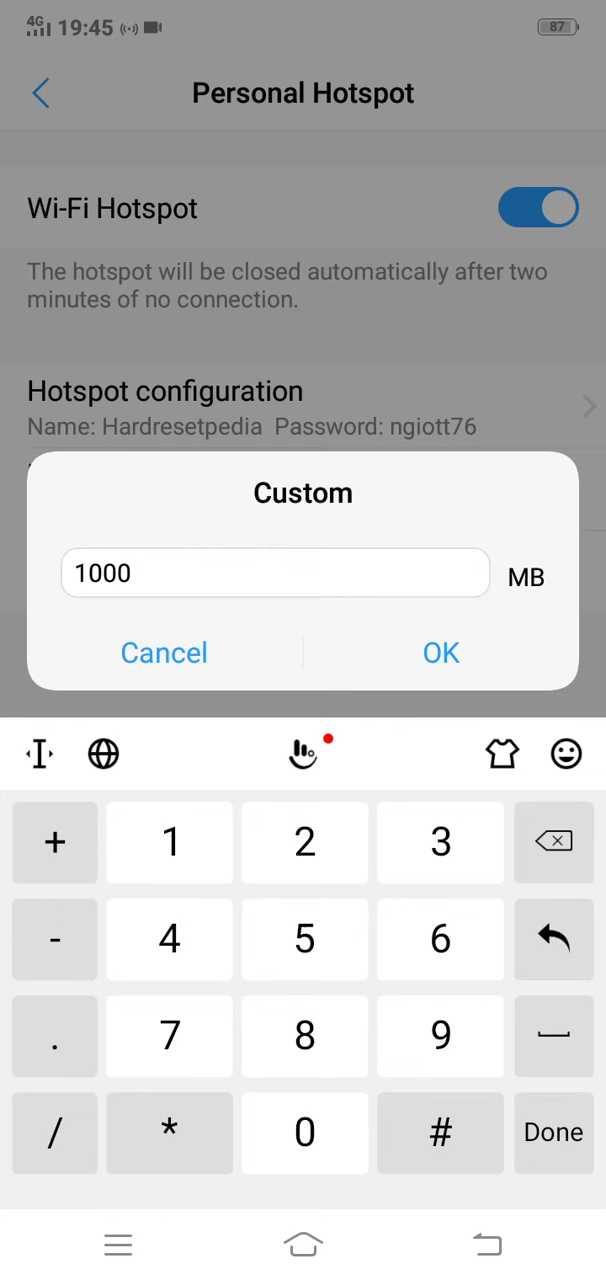 4G 19:45 87
Personal Hotspot
Wi-Fi Hotspot
The hotspot will be closed automatically after two
minutes of no connection.
Hotspot configuration
Name: Hardresetpedia Password: ngiott76
Custom
1000 MB
Cancel OK
+ 1 2 3
- 4 5 6
. 7 8 9
/ * 0 # Done